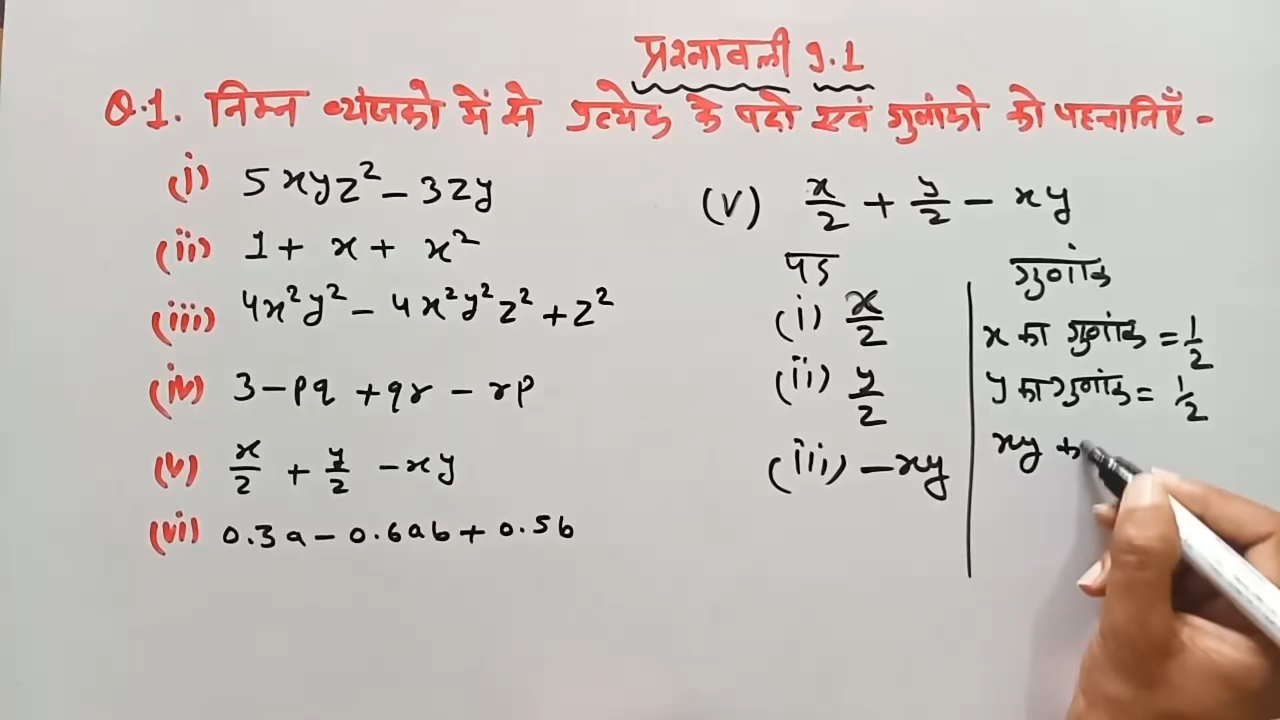 प्रश्नावली 9.1
Q.1. निम्न व्यंजको में से प्रत्येक के पदो एवं गुणांको को पहचानिएँ -
(i) 5xyz² - 3zy
(ii) 1 + x + x²
(iii) 4x²y² - 4x²y²z² + z²
(iv) 3 - pq + qr - rp
(v) x/2 + y/2 - xy
(vi) 0.3a - 0.6ab + 0.5b
(V) x/2 + y/2 - xy
पद
(i) x/2
(ii) y/2
(iii) -xy
गुणांक
x का गुणांक = 1/2
y का गुणांक = 1/2
xy